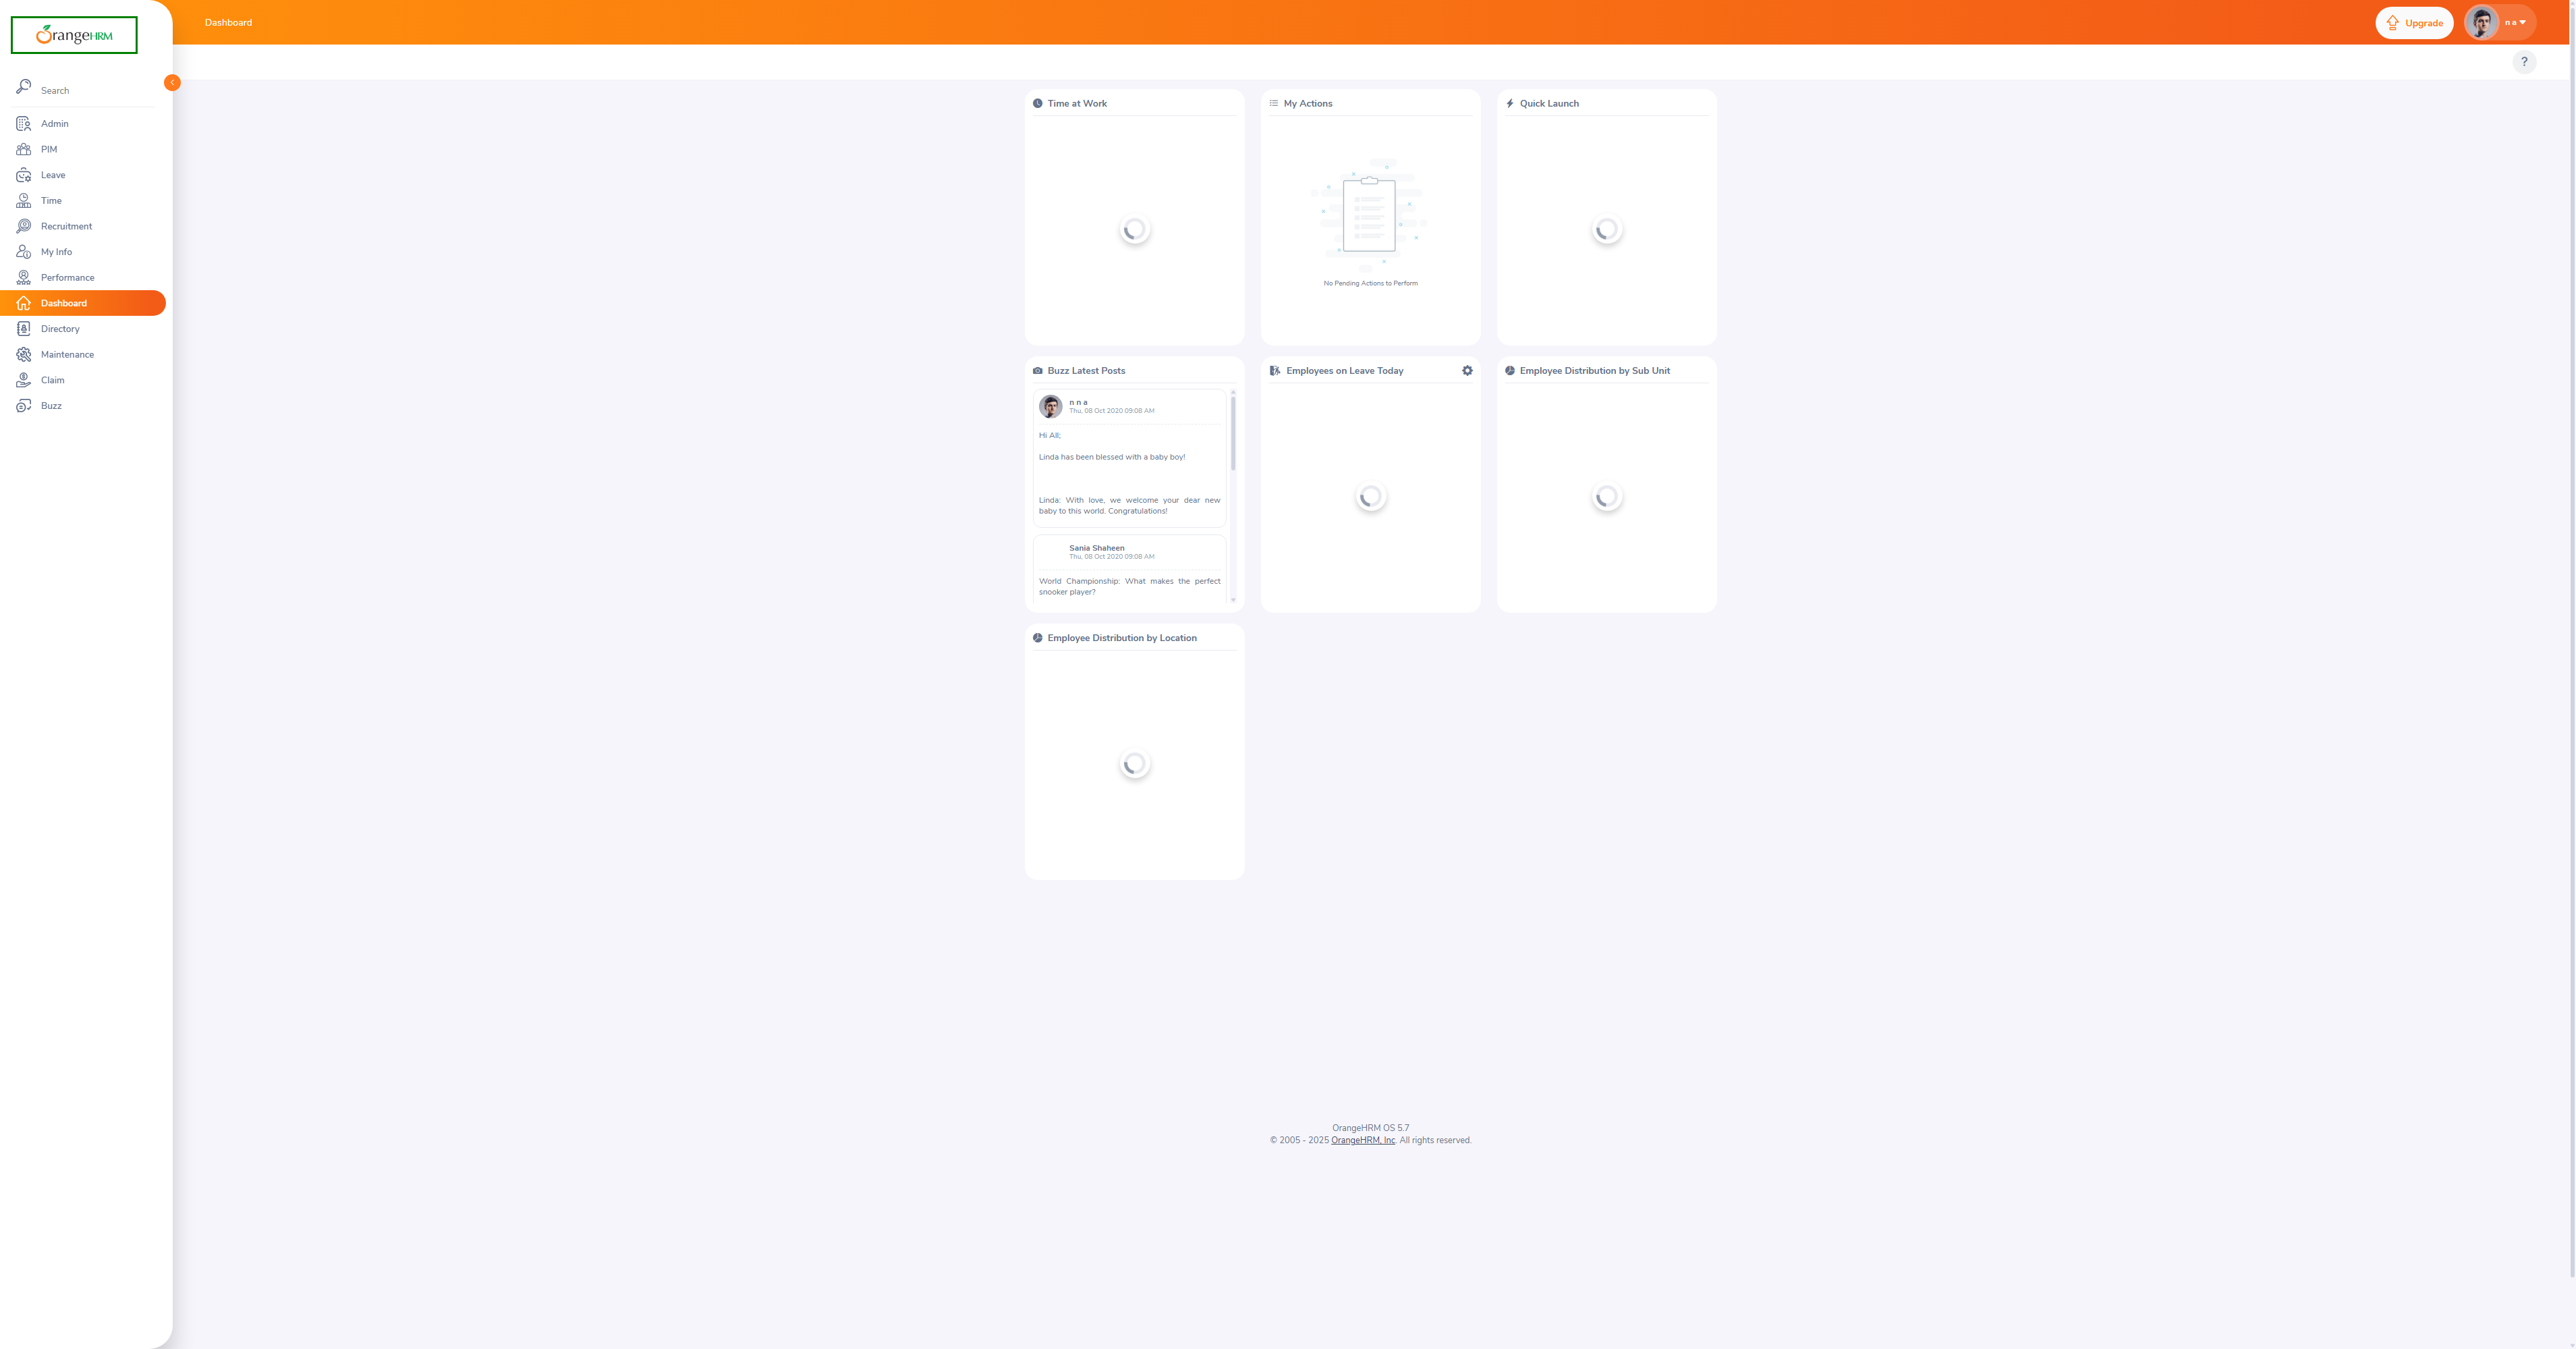 OrangeHRM
Search
Admin
PIM
Leave
Time
Recruitment
My Info
Performance
Dashboard
Directory
Maintenance
Claim
Buzz
Dashboard
Upgrade
n a
?
Time at Work
My Actions
No Pending Actions to Perform
Quick Launch
Buzz Latest Posts
n n a
Thu, 08 Oct 2020 09:08 AM
Hi All;
Linda has been blessed with a baby boy!
Linda: With love, we welcome your dear new
baby to this world. Congratulations!
Sania Shaheen
Thu, 08 Oct 2020 09:08 AM
World Championship: What makes the perfect
snooker player?
Employees on Leave Today
Employee Distribution by Sub Unit
Employee Distribution by Location
OrangeHRM OS 5.7
© 2005 - 2025 OrangeHRM, Inc. All rights reserved.